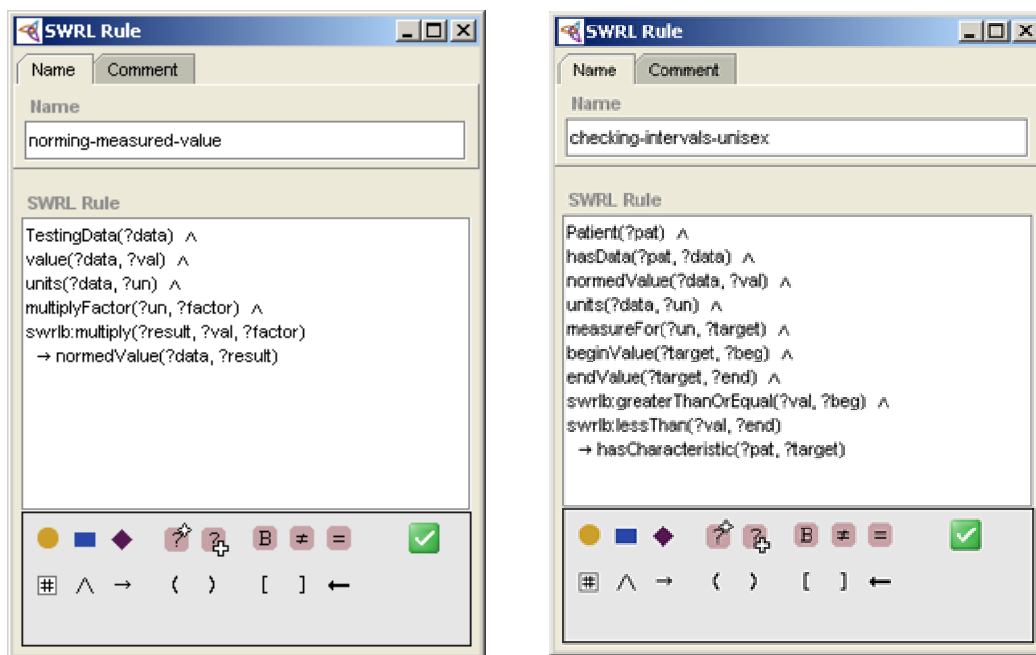 SWRL Rule
Name Comment
Name
norming-measured-value
SWRL Rule
TestingData(?data) ∧
value(?data, ?val) ∧
units(?data, ?un) ∧
multiplyFactor(?un, ?factor) ∧
swrlb:multiply(?result, ?val, ?factor)
→ normedValue(?data, ?result)
? ? B ≠ =
# ∧ → ( ) [ ] ←
SWRL Rule
Name Comment
Name
checking-intervals-unisex
SWRL Rule
Patient(?pat) ∧
hasData(?pat, ?data) ∧
normedValue(?data, ?val) ∧
units(?data, ?un) ∧
measureFor(?un, ?target) ∧
beginValue(?target, ?beg) ∧
endValue(?target, ?end) ∧
swrlb:greaterThanOrEqual(?val, ?beg) ∧
swrlb:lessThan(?val, ?end)
→ hasCharacteristic(?pat, ?target)
? ? B ≠ =
# ∧ → ( ) [ ] ←